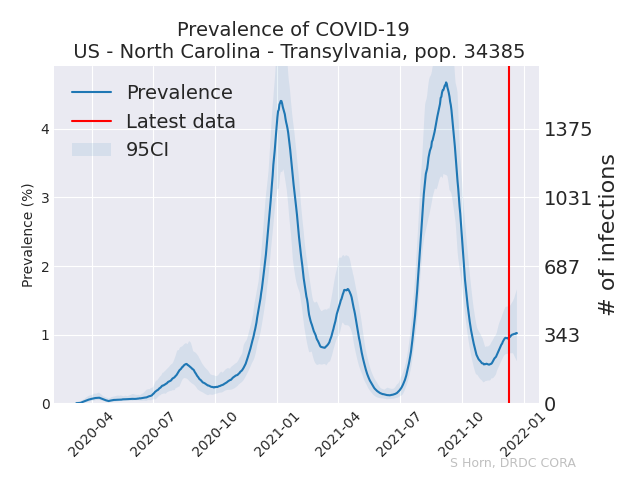 Prevalence of COVID-19
US - North Carolina - Transylvania, pop. 34385
Prevalence
Latest data
95CI
Prevalence (%)
4
3
2
1
0
1375
1031
687
343
0
# of infections
2020-04
2020-07
2020-10
2021-01
2021-04
2021-07
2021-10
2022-01
S Horn, DRDC CORA